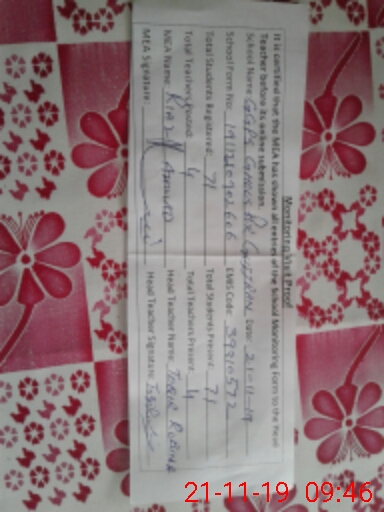 Monitoring Visit Proof
It is certified that the MEA has shown all entries of the School Monitoring Form to the Head
Teacher before its online submission.
School Name: GGPS Date: 21-11-19
School Form No: EMIS Code: 39910572
Total Students Registered: 71 Total Students Present: 71
Total Teachers Posted: 4 Total Teachers Present: 4
MEA Name: Riaz Ahmad Head Teacher Name:
MEA Signature: Head Teacher Signature:
21-11-19 09:46